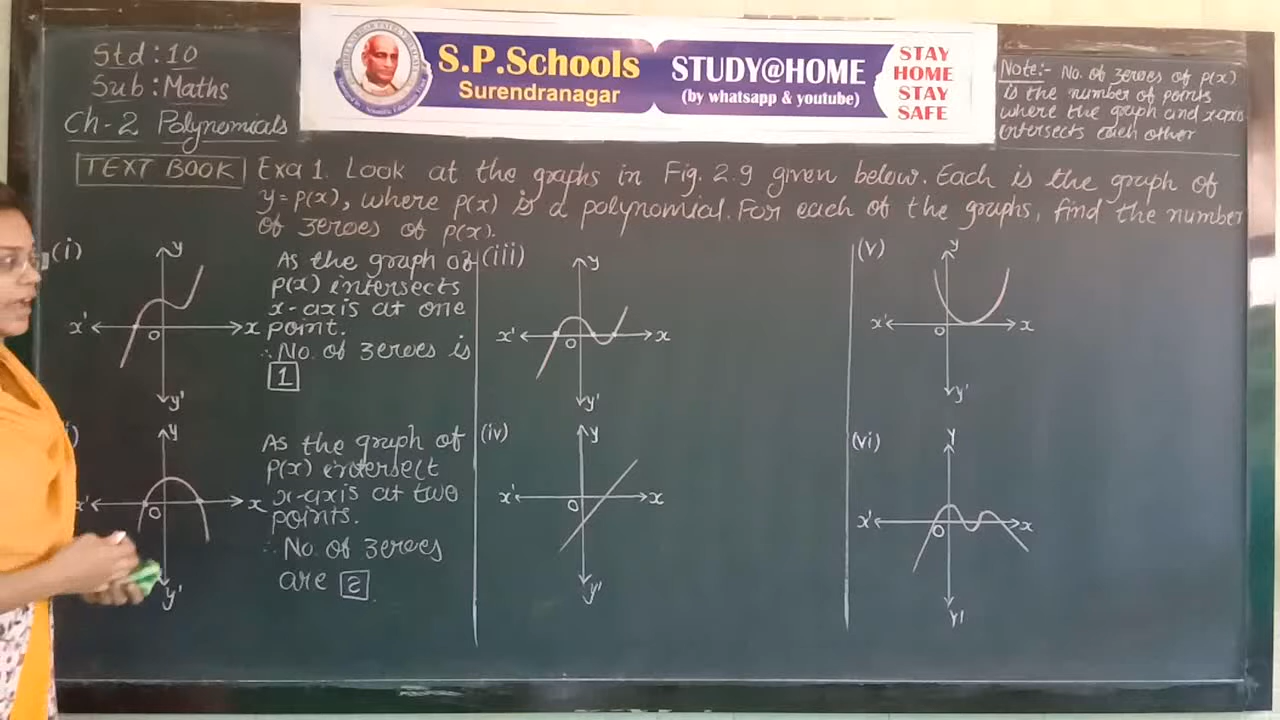 Std : 10
Sub : Maths
Ch-2 Polynomials
S.P.Schools
Surendranagar
STUDY@HOME
(by whatsapp & youtube)
STAY
HOME
STAY
SAFE
Note:- No. of zeroes of p(x)
is the number of points
where the graph and x-axis
intersects each other
TEXT BOOK Exa 1. Look at the graphs in Fig. 2.9 given below. Each is the graph of
y = p(x), where p(x) is a polynomial. For each of the graphs, find the number
of zeroes of p(x).
(i)
y
x'
O
x
y'
As the graph of
p(x) intersects
x-axis at one
point.
∴ No. of zeroes is
1
y
x'
O
x
y'
As the graph of
p(x) intersect
x-axis at two
points.
∴ No. of zeroes
are 2.
(iii)
y
x'
O
x
y'
(iv)
y
x'
O
x
y'
(v)
y
x'
O
x
y'
(vi)
y
x'
O
x
y'